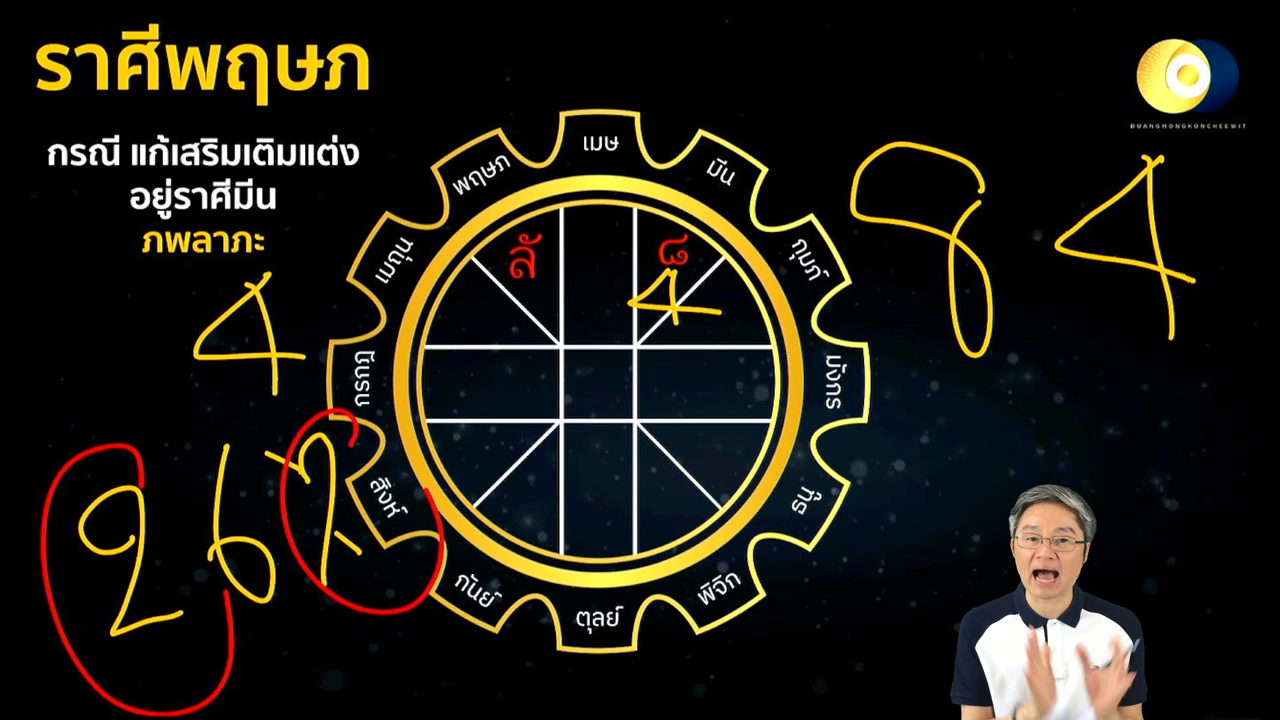 ราศีพฤษภ
กรณี แก้เสริมเติมแต่ง
อยู่ราศีมีน
ภพลาภะ
DUANGMONGKONCHEEWIT
เมษ
มีน
กุมภ์
มังกร
ธนู
พิจิก
ตุลย์
กันย์
สิงห์
กรกฎ
เมถุน
พฤษภ
ลั
๘
4
8 4
4
2 6 7